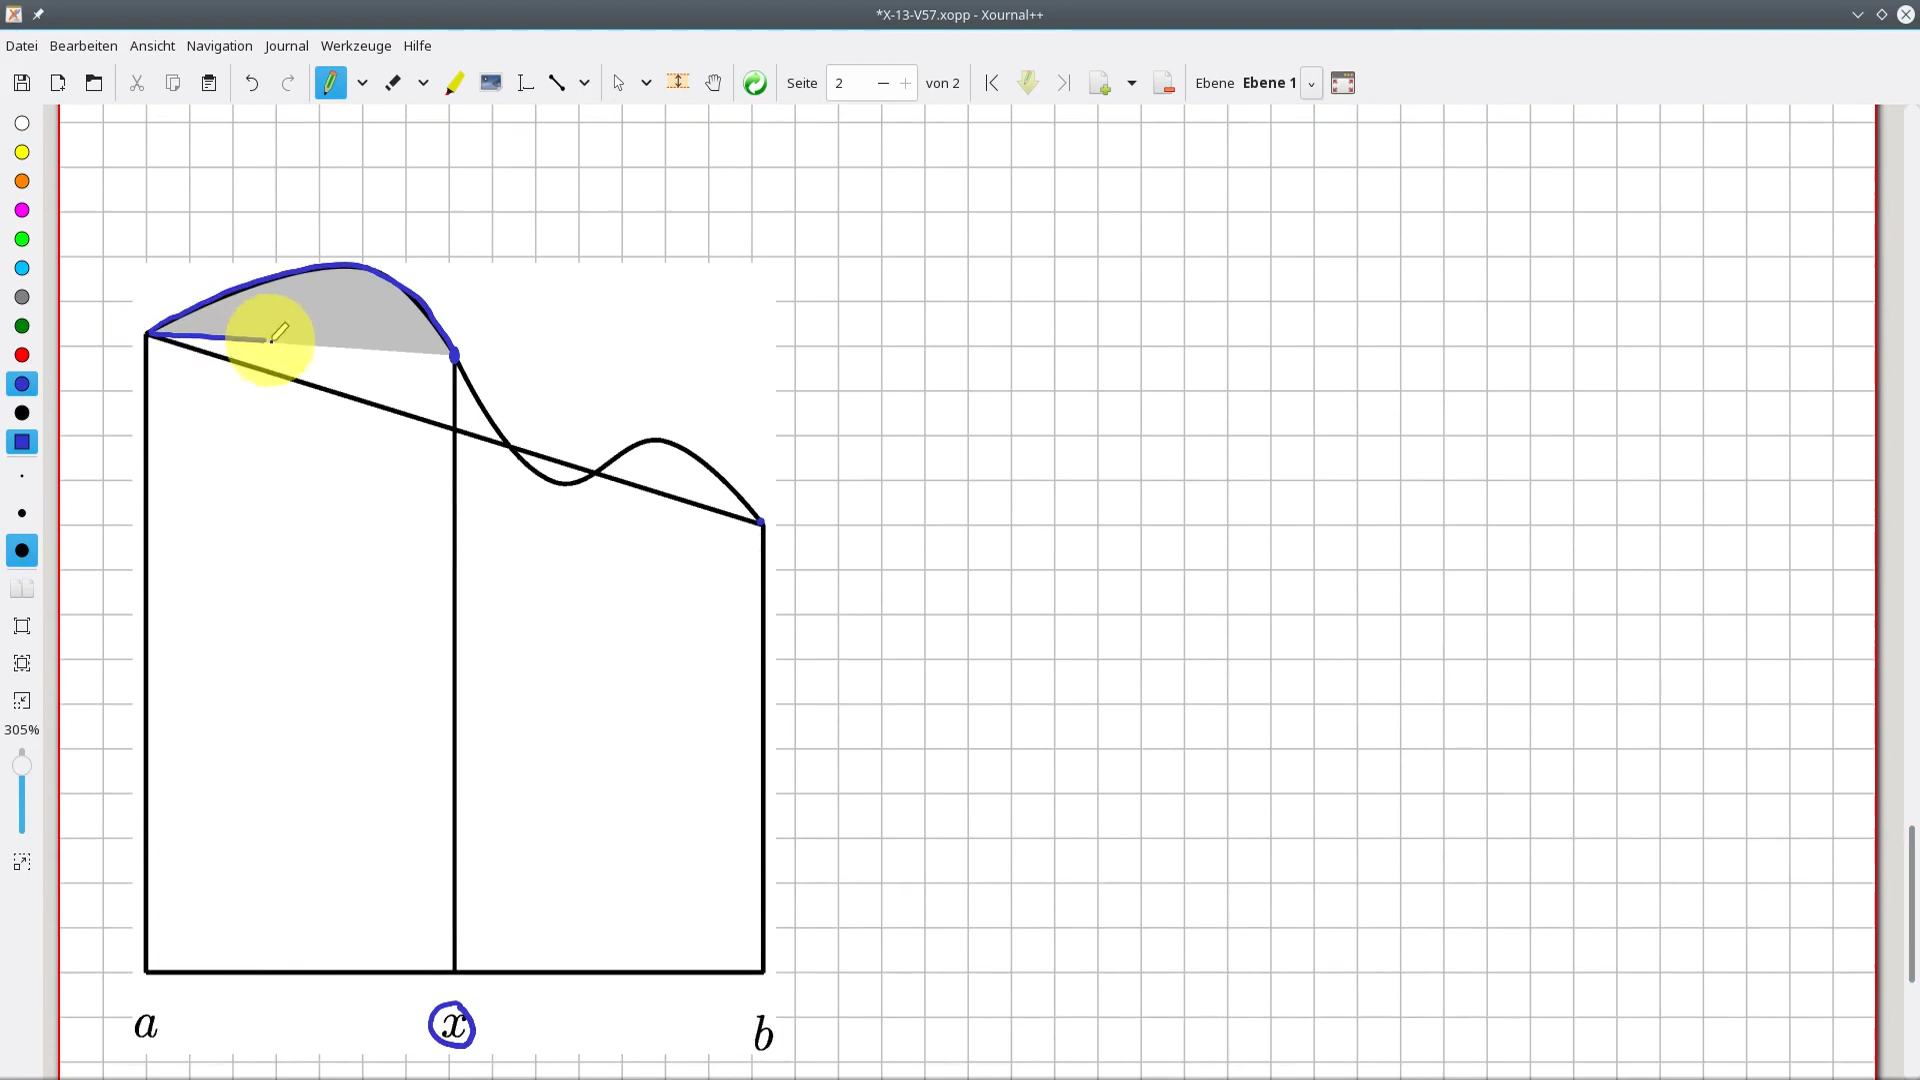 *X-13-V57.xopp - Xournal++
Datei Bearbeiten Ansicht Navigation Journal Werkzeuge Hilfe
Seite 2 von 2 Ebene Ebene 1
305%
a x b